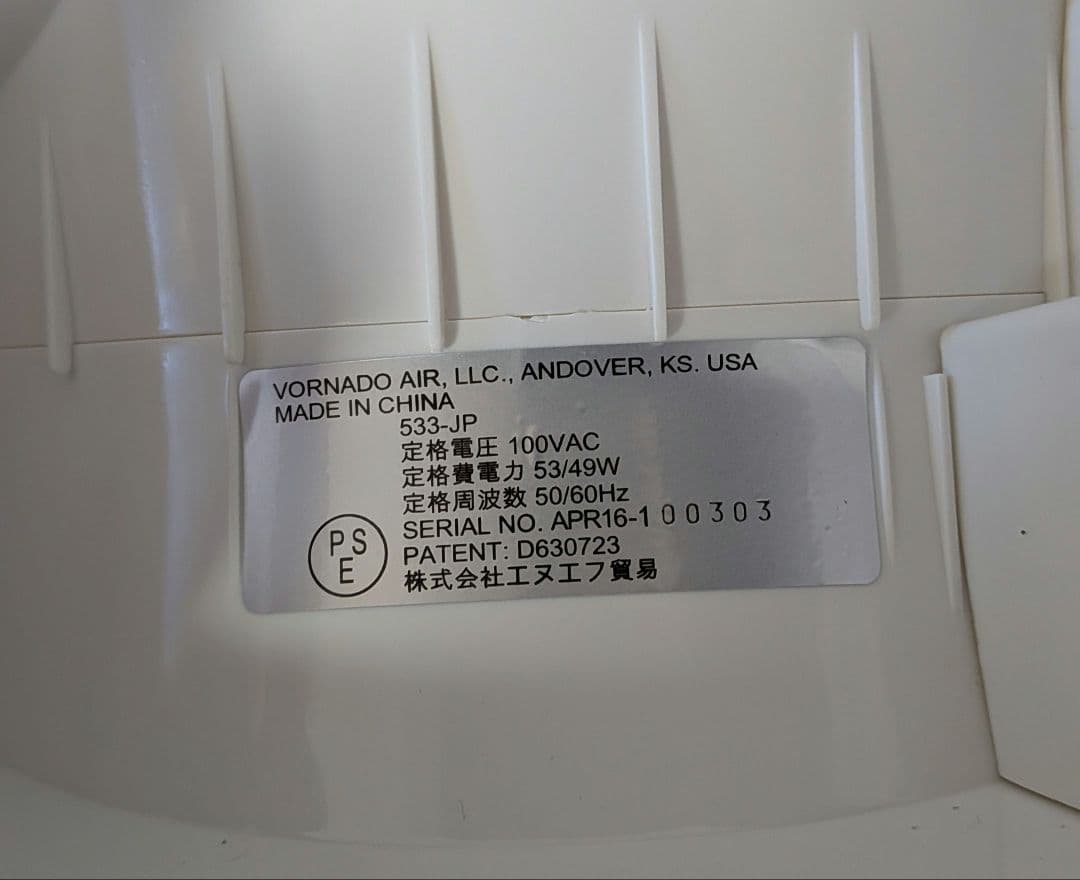 VORNADO AIR, LLC., ANDOVER, KS. USA
MADE IN CHINA
533-JP
定格電圧 100VAC
定格費電力 53/49W
定格周波数 50/60Hz
SERIAL NO. APR16-100303
PATENT: D630723
株式会社エヌエフ貿易
PS
E